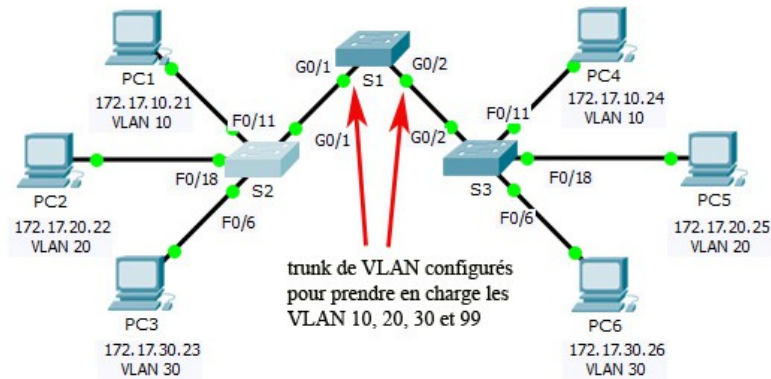 PC1
172.17.10.21
VLAN 10
F0/11
G0/1
S1
G0/2
PC4
172.17.10.24
VLAN 10
F0/11
G0/1
G0/2
PC2
172.17.20.22
VLAN 20
F0/18
S2
S3
F0/18
PC5
172.17.20.25
VLAN 20
F0/6
F0/6
PC3
172.17.30.23
VLAN 30
trunk de VLAN configurés
pour prendre en charge les
VLAN 10, 20, 30 et 99
PC6
172.17.30.26
VLAN 30